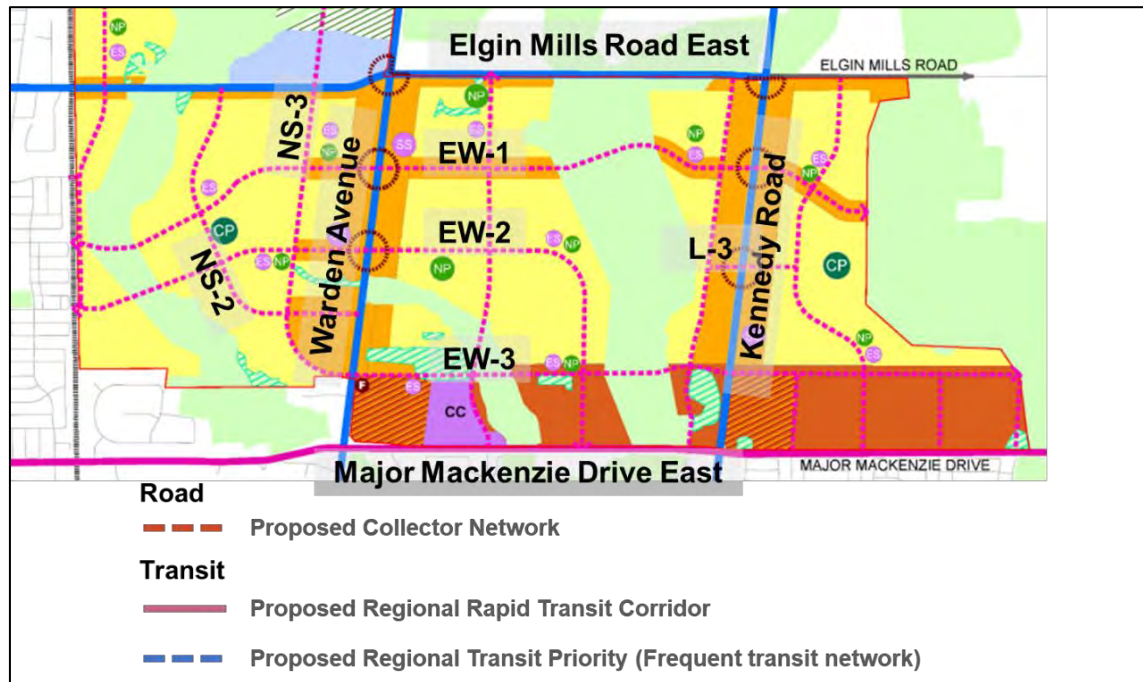 NP
ES
Elgin Mills Road East
ELGIN MILLS ROAD
NP
NS-3
ES
NP
SS
ES
EW-1
NP
ES
ES
NP
ES
Warden Avenue
Kennedy Road
CP
EW-2
ES
NP
L-3
CP
ES
NP
NP
NS-2
NP
ES
EW-3
ES
NP
F
ES
CC
MAJOR MACKENZIE DRIVE
Major Mackenzie Drive East
Road
Proposed Collector Network
Transit
Proposed Regional Rapid Transit Corridor
Proposed Regional Transit Priority (Frequent transit network)